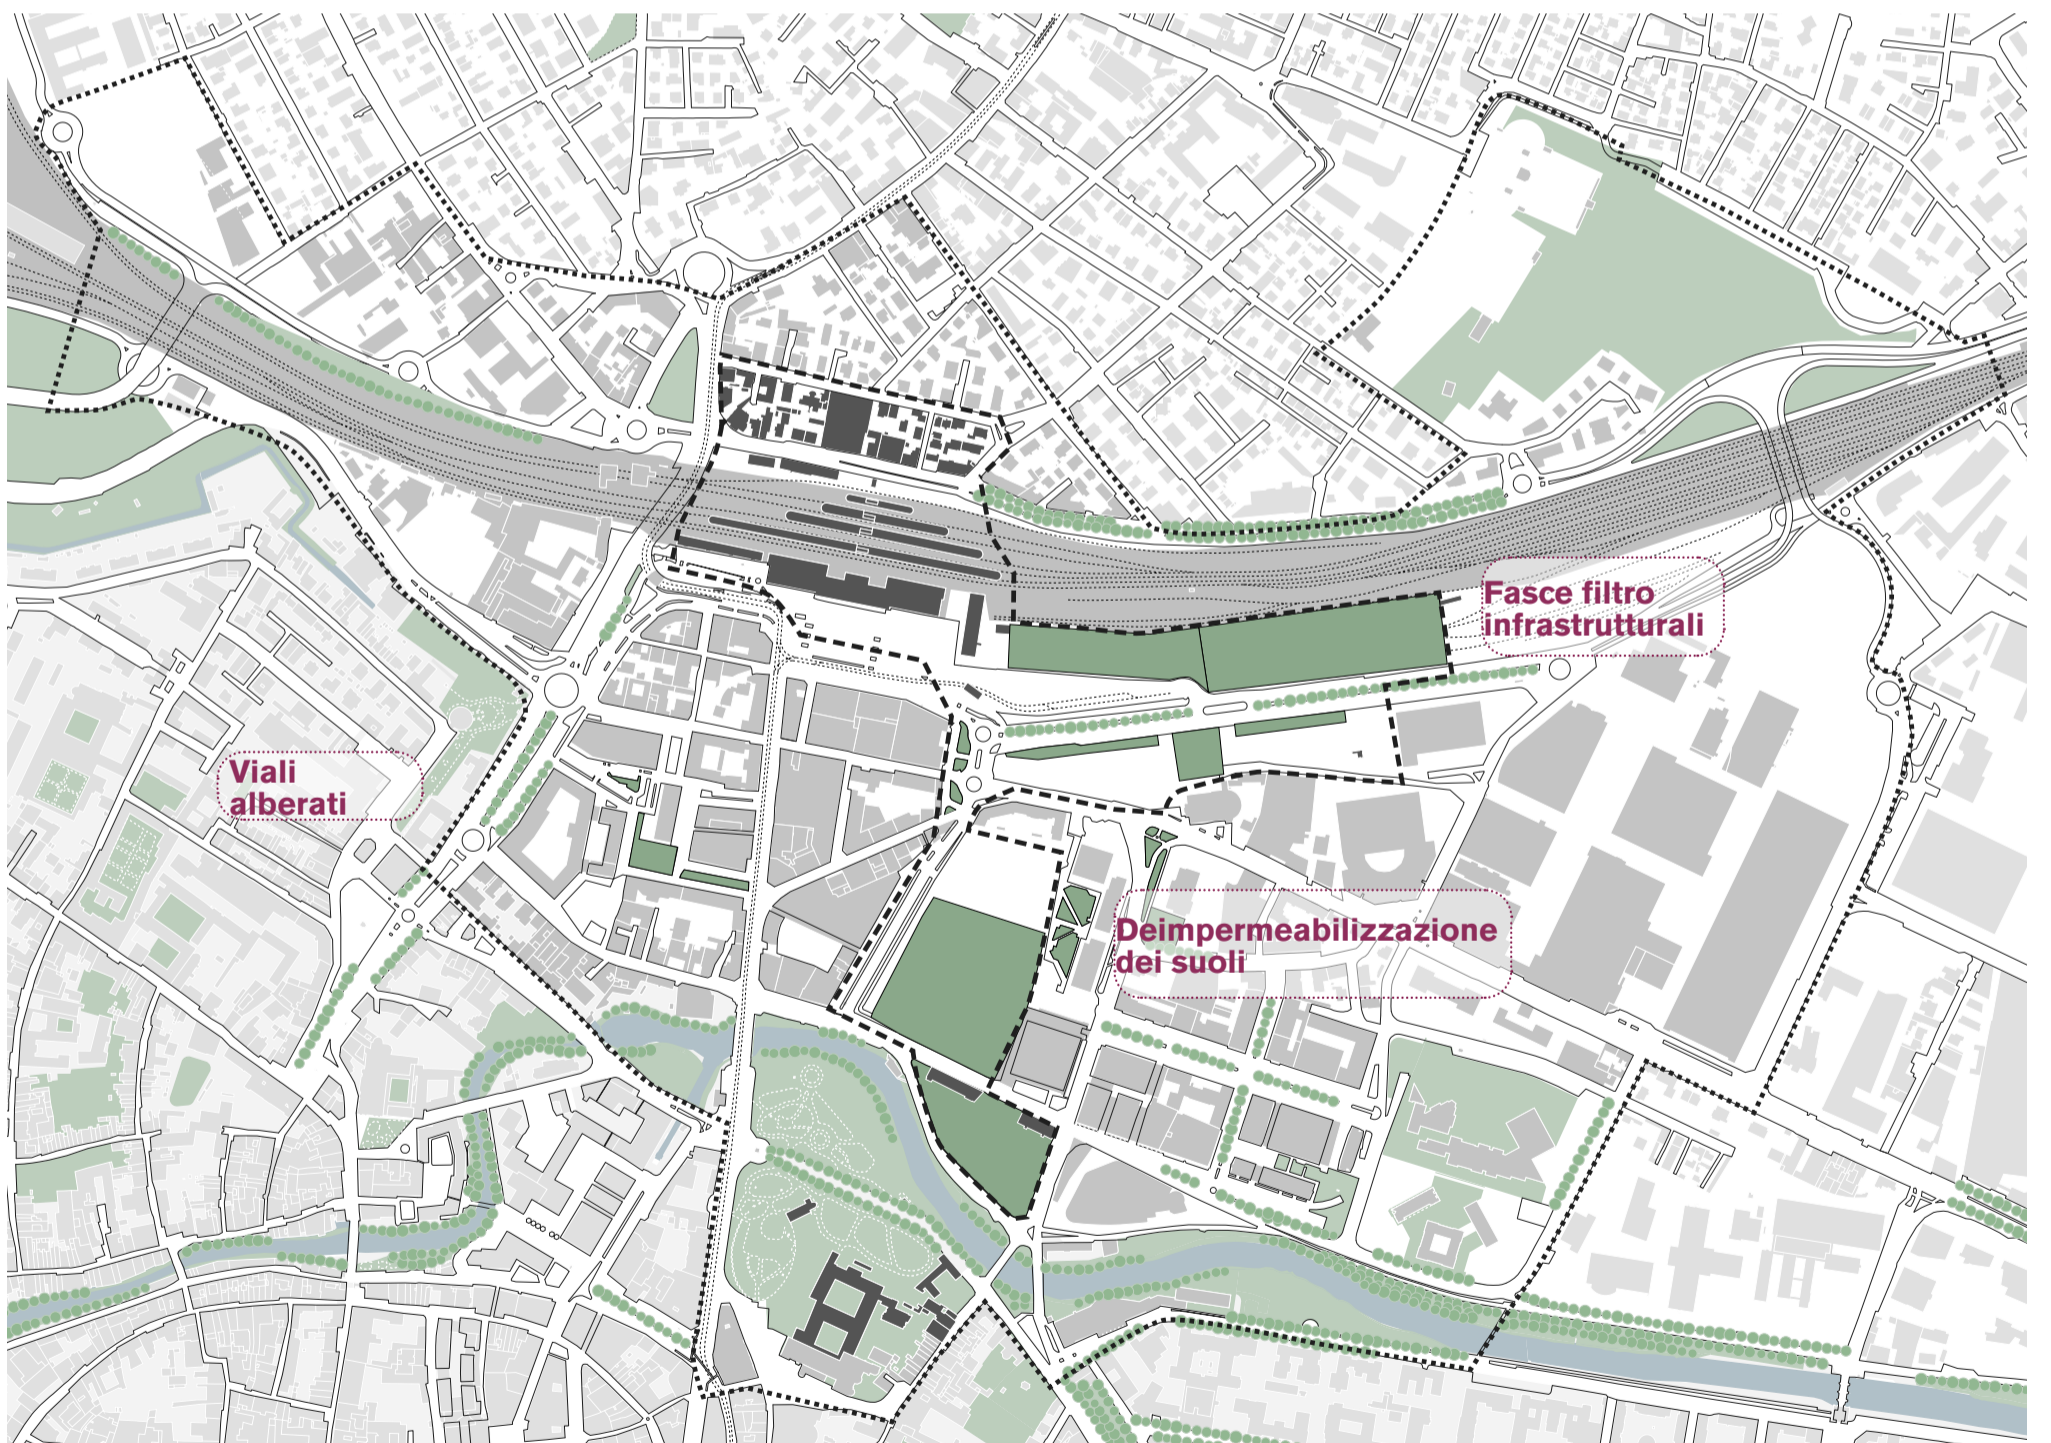 Fasce filtro
infrastrutturali
Viali
alberati
Deimpermeabilizzazione
dei suoli